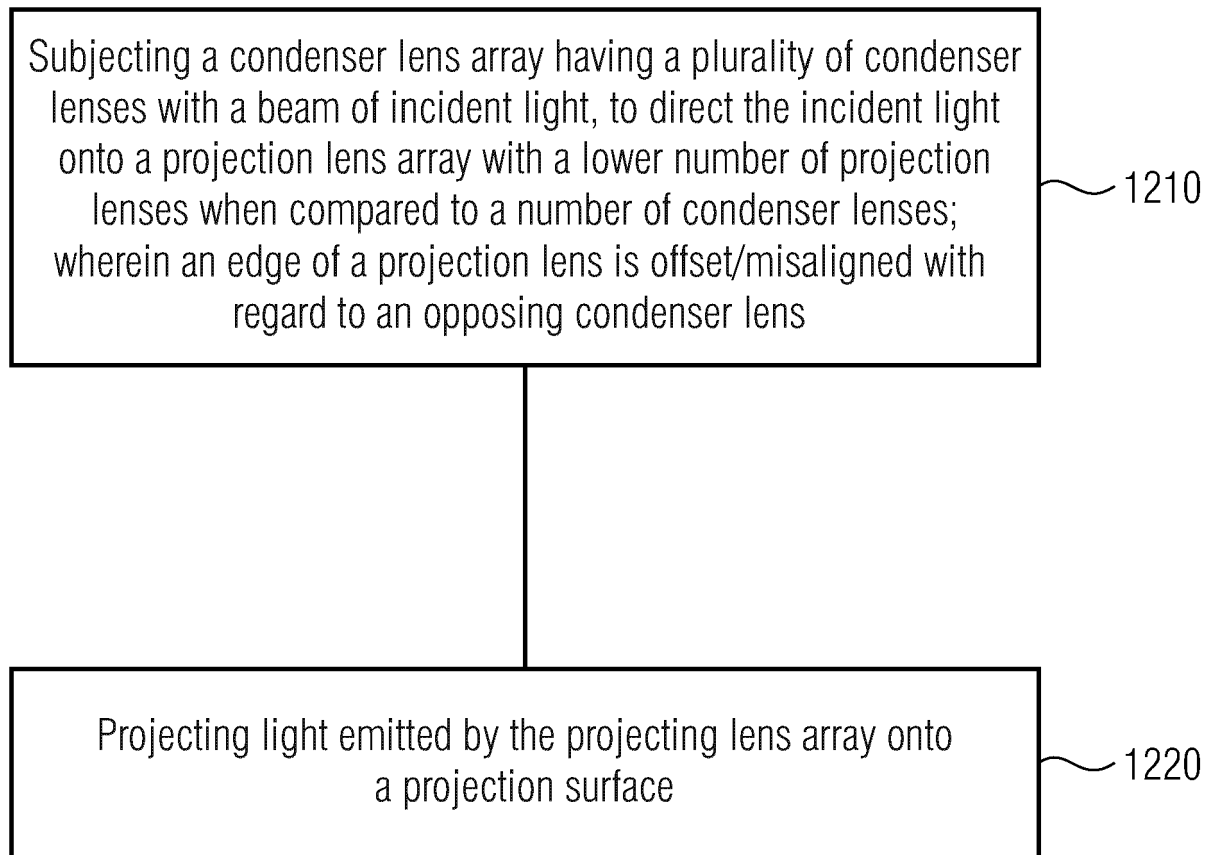 Subjecting a condenser lens array having a plurality of condenser
lenses with a beam of incident light, to direct the incident light
onto a projection lens array with a lower number of projection
lenses when compared to a number of condenser lenses;
wherein an edge of a projection lens is offset/misaligned with
regard to an opposing condenser lens
1210
Projecting light emitted by the projecting lens array onto
a projection surface
1220